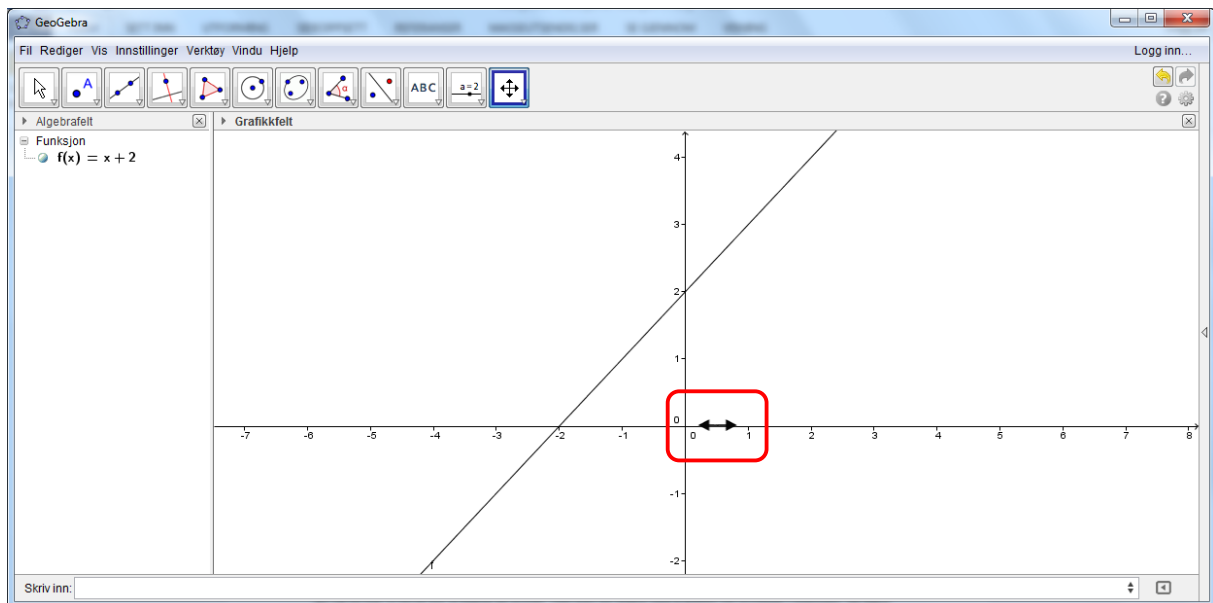 GeoGebra
Fil Rediger Vis Innstillinger Verktøy Vindu Hjelp
Logg inn...
A
α
ABC
a=2
Algebrafelt
Grafikkfelt
Funksjon
f(x) = x + 2
4
3
2
1
0
-7 -6 -5 -4 -3 -2 -1 0 1 2 3 4 5 6 7 8
-1
-2
f
Skriv inn: